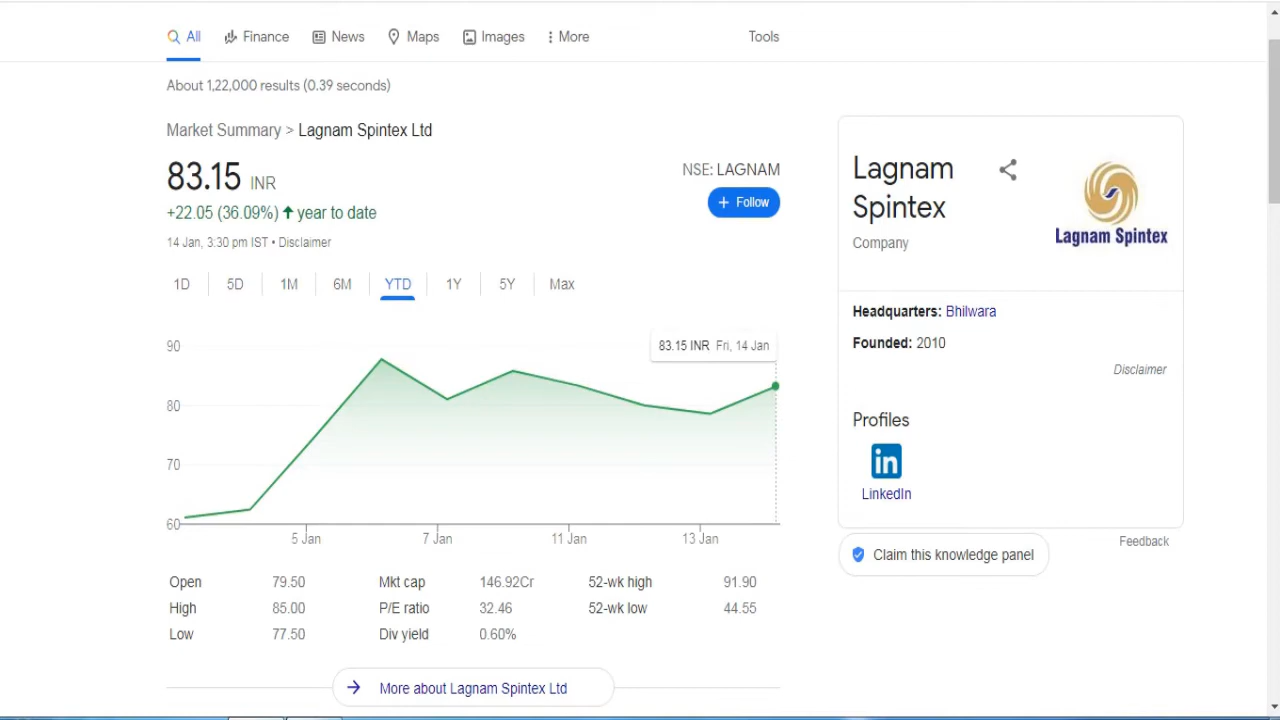 All Finance News Maps Images More Tools
About 1,22,000 results (0.39 seconds)
Market Summary > Lagnam Spintex Ltd
83.15 INR
+22.05 (36.09%) ↑ year to date
14 Jan, 3:30 pm IST • Disclaimer
NSE: LAGNAM
+ Follow
1D 5D 1M 6M YTD 1Y 5Y Max
83.15 INR Fri, 14 Jan
90
80
70
60
5 Jan 7 Jan 11 Jan 13 Jan
Open 79.50 Mkt cap 146.92Cr 52-wk high 91.90
High 85.00 P/E ratio 32.46 52-wk low 44.55
Low 77.50 Div yield 0.60%
More about Lagnam Spintex Ltd
Lagnam
Spintex
Company
Lagnam Spintex
Headquarters: Bhilwara
Founded: 2010
Disclaimer
Profiles
in
LinkedIn
Feedback
Claim this knowledge panel